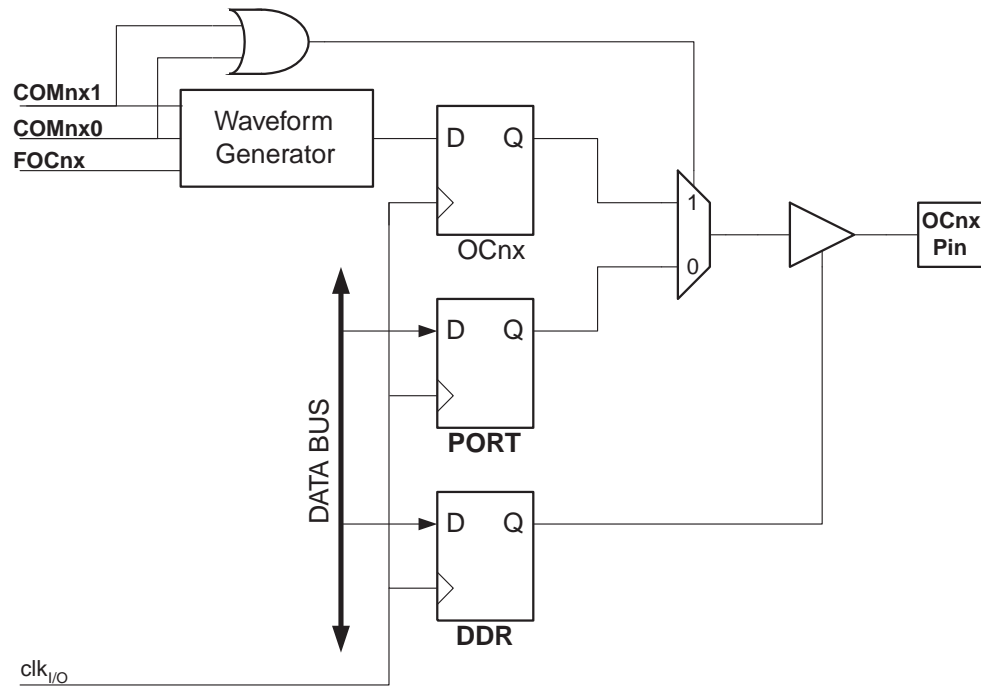 COMnx1
COMnx0
FOCnx
Waveform
Generator
D Q
OCnx
1
0
OCnx
Pin
D Q
PORT
DATA BUS
D Q
DDR
clkI/O